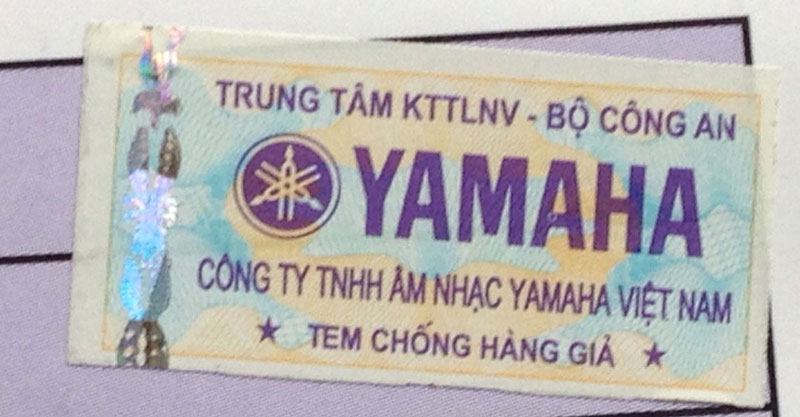 TRUNG TÂM KTTLNV - BỘ CÔNG AN
YAMAHA
CÔNG TY TNHH ÂM NHẠC YAMAHA VIỆT NAM
★ TEM CHỐNG HÀNG GIẢ ★